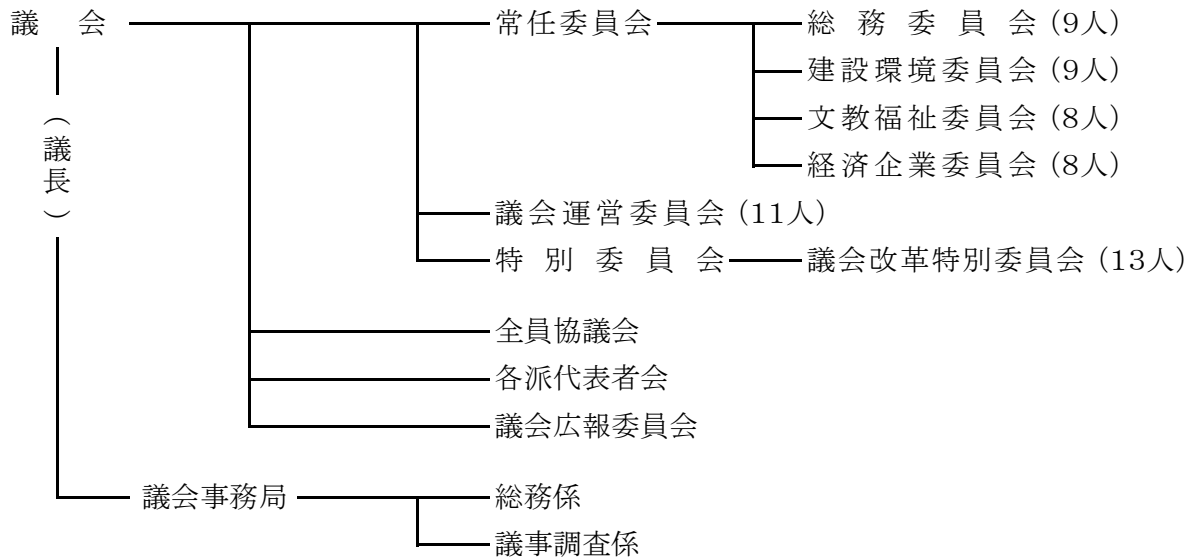 議会
常任委員会
総務委員会 (9人)
建設環境委員会 (9人)
(議長)
文教福祉委員会 (8人)
経済企業委員会 (8人)
議会運営委員会 (11人)
特別委員会
議会改革特別委員会 (13人)
全員協議会
各派代表者会
議会広報委員会
議会事務局
総務係
議事調査係